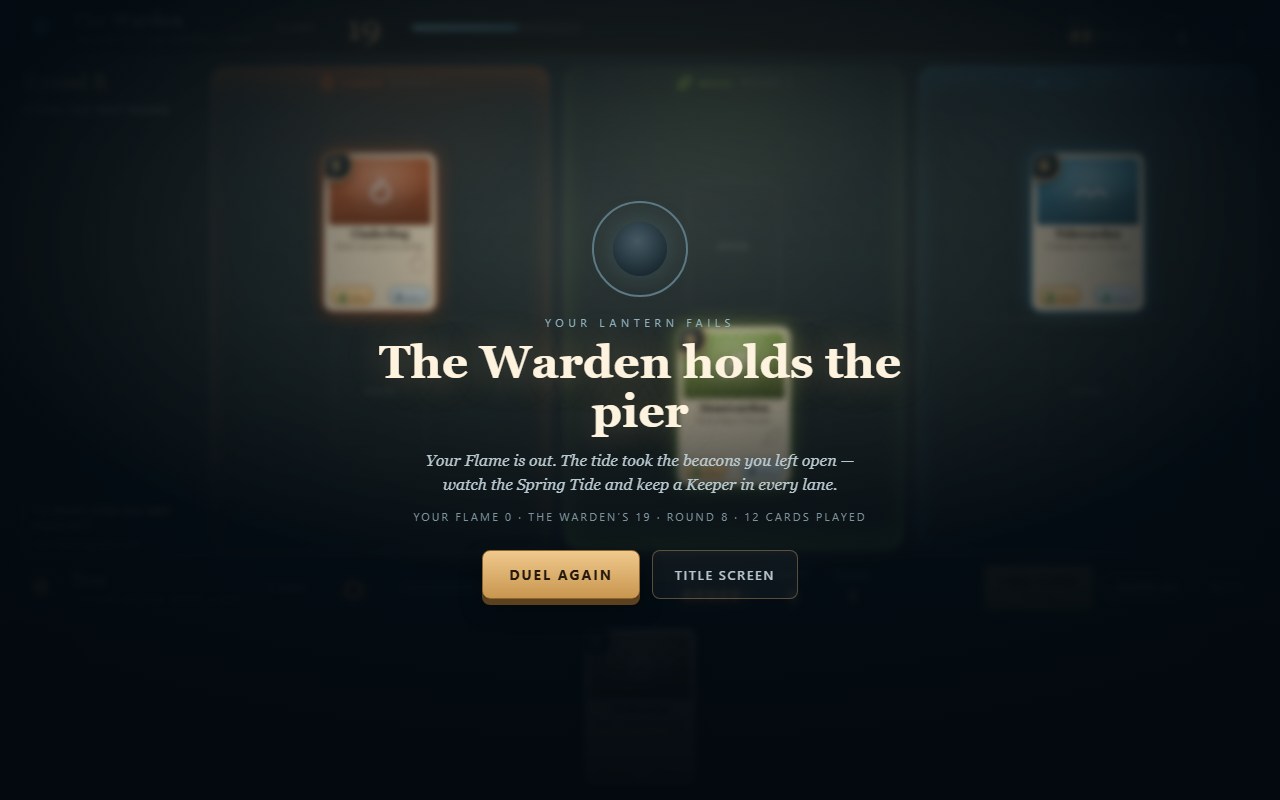 19
YOUR LANTERN FAILS
The Warden holds the
pier
Your Flame is out. The tide took the beacons you left open —
watch the Spring Tide and keep a Keeper in every lane.
YOUR FLAME 0 · THE WARDEN'S 19 · ROUND 8 · 12 CARDS PLAYED
DUEL AGAIN
TITLE SCREEN